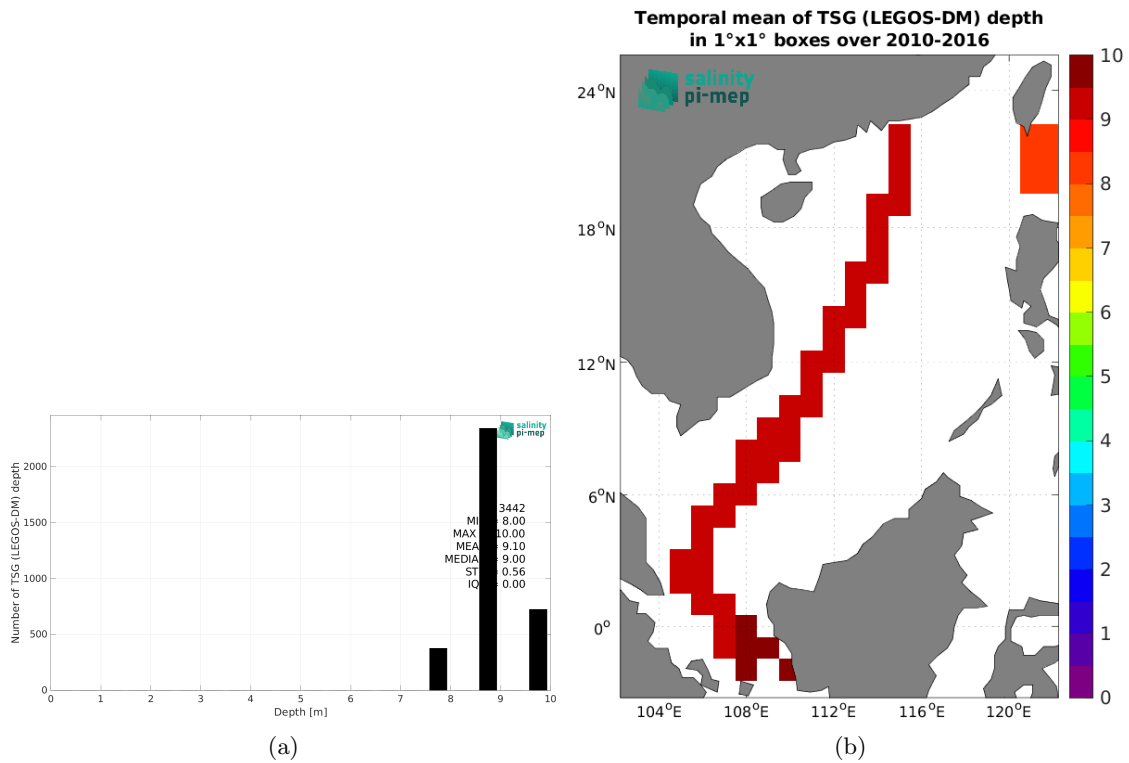 Temporal mean of TSG (LEGOS-DM) depth
in 1°x1° boxes over 2010-2016
salinity
pi-mep
24°N
18°N
12°N
6°N
0°
104°E 108°E 112°E 116°E 120°E
10
9
8
7
6
5
4
3
2
1
0
salinity
pi-mep
Number of TSG (LEGOS-DM) depth
2000
1500
1000
500
0
3442
8.00
MAX 10.00
9.10
9.00
= 0.56
0.00
0 1 2 3 4 5 6 7 8 9 10
Depth [m]
(a)
(b)